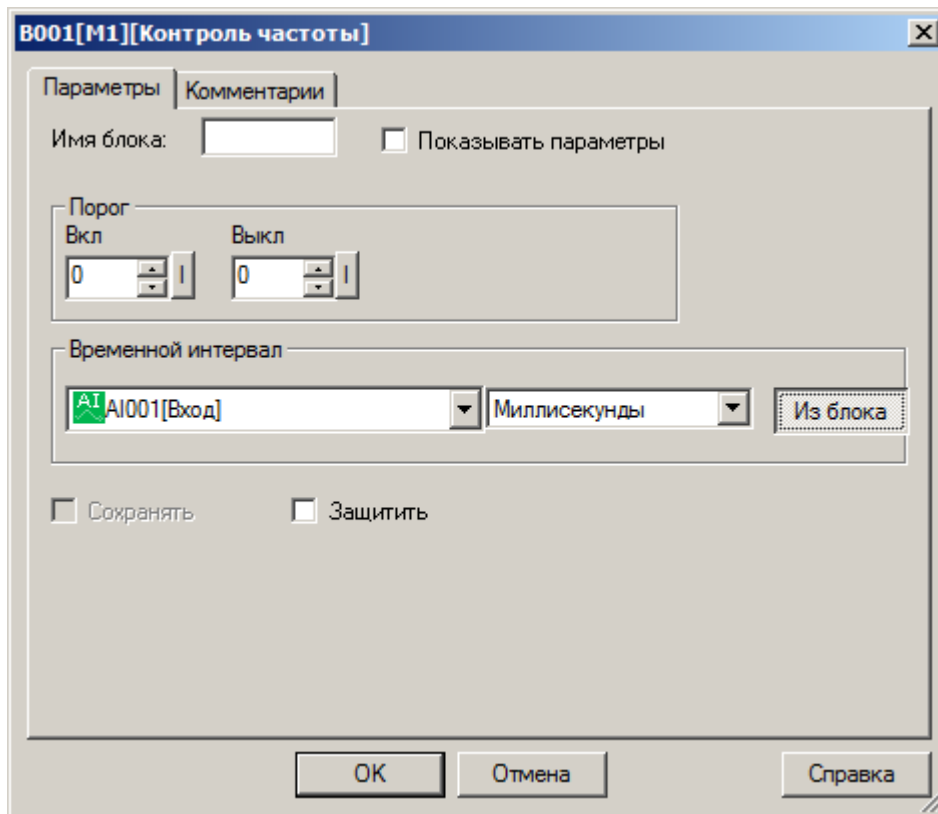 B001[M1][Контроль частоты]
Параметры Комментарии
Имя блока: Показывать параметры
Порог
Вкл Выкл
0 I 0 I
Временной интервал
AI AI001[Вход] Миллисекунды Из блока
Сохранять Защитить
OK Отмена Справка